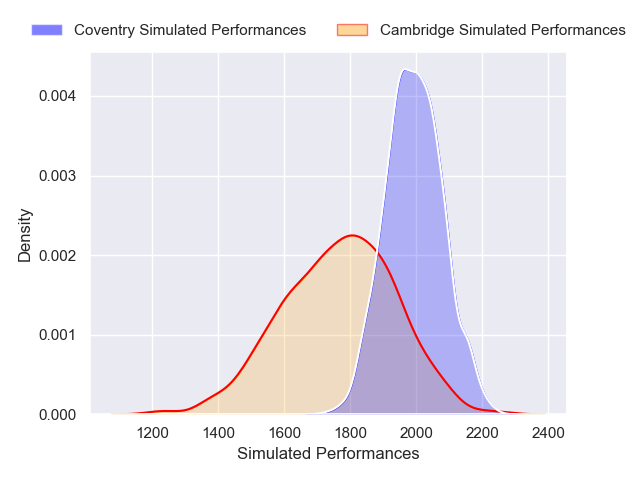 Coventry Simulated Performances Cambridge Simulated Performances
0.004
0.003
0.002
0.001
0.000
Density
1200 1400 1600 1800 2000 2200 2400
Simulated Performances